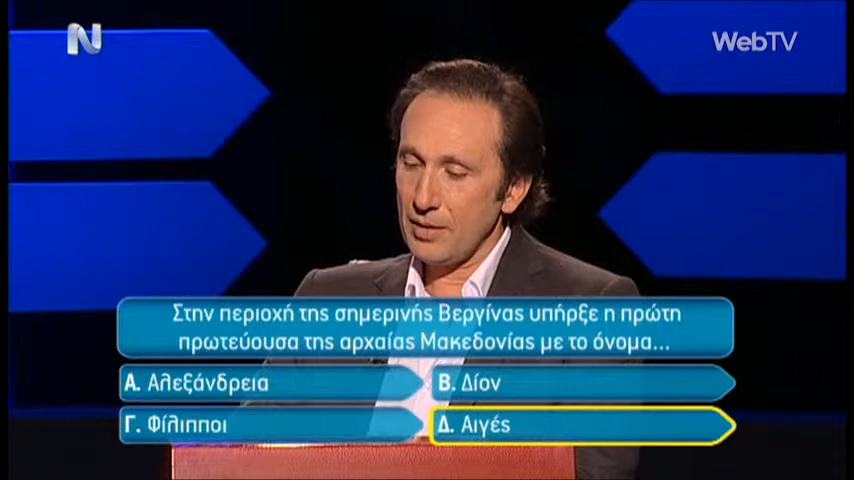 N
WebTV
Στην περιοχή της σημερινής Βεργίνας υπήρξε η πρώτη
πρωτεύουσα της αρχαίας Μακεδονίας με το όνομα...
Α. Αλεξάνδρεια
Β. Δίον
Γ. Φίλιπποι
Δ. Αιγές